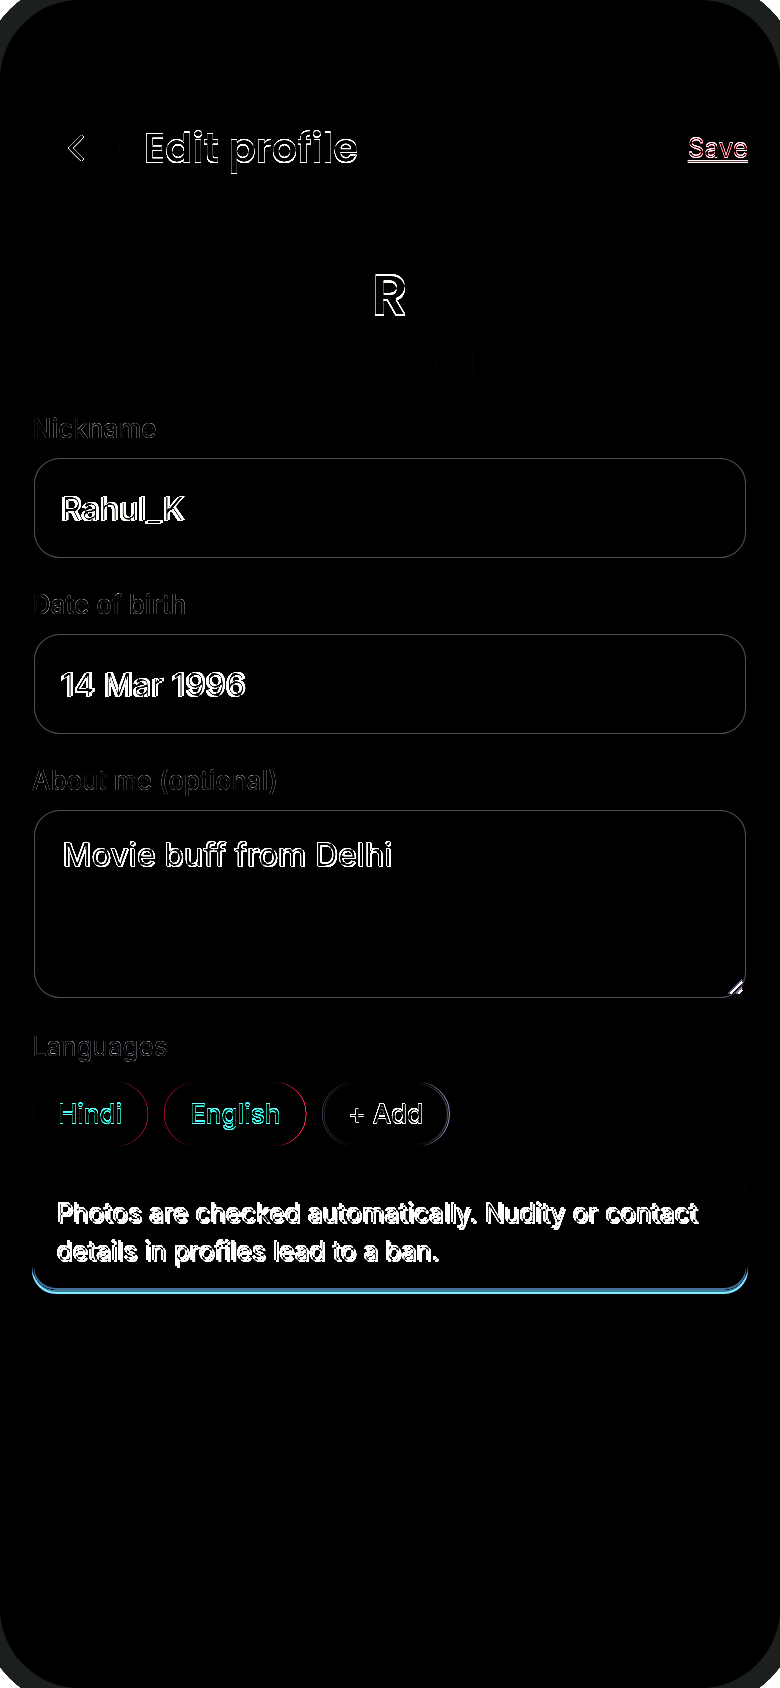 Edit profile
Save
R
Nickname
Rahul_K
Date of birth
14 Mar 1996
About me (optional)
Movie buff from Delhi
Languages
Hindi
English
+ Add
Photos are checked automatically. Nudity or contact
details in profiles lead to a ban.